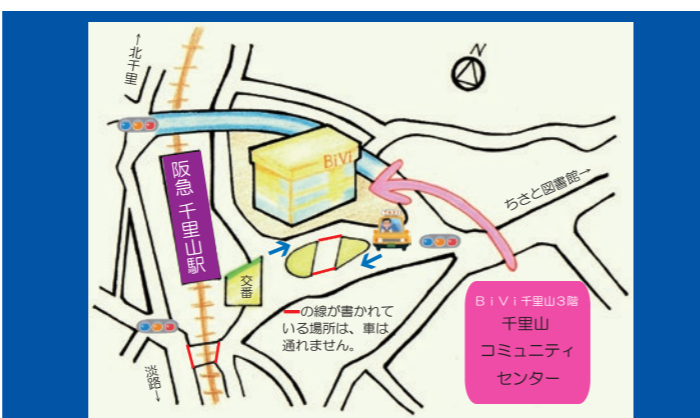 ↑北千里
N
BiVi
阪急 千里山駅
ちさと図書館→
TAXI
交番
ーの線が書かれて
いる場所は、車は
通れません。
BiVi千里山3階
千里山
コミュニティ
センター
淡路→